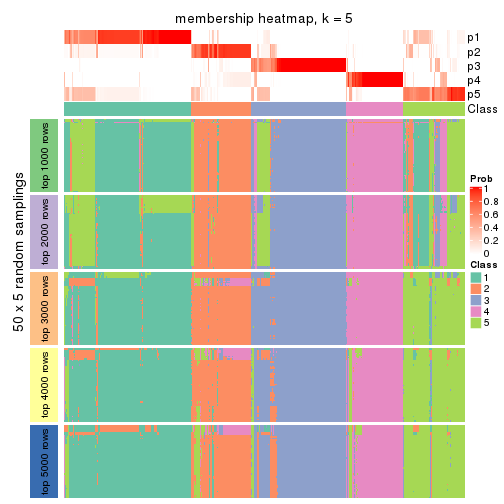 membership heatmap, k = 5
p1
p2
p3
p4
p5
Class
50 x 5 random samplings
top 1000 rows
top 2000 rows
top 3000 rows
top 4000 rows
top 5000 rows
Prob
1
0.8
0.6
0.4
0.2
0
Class
1
2
3
4
5